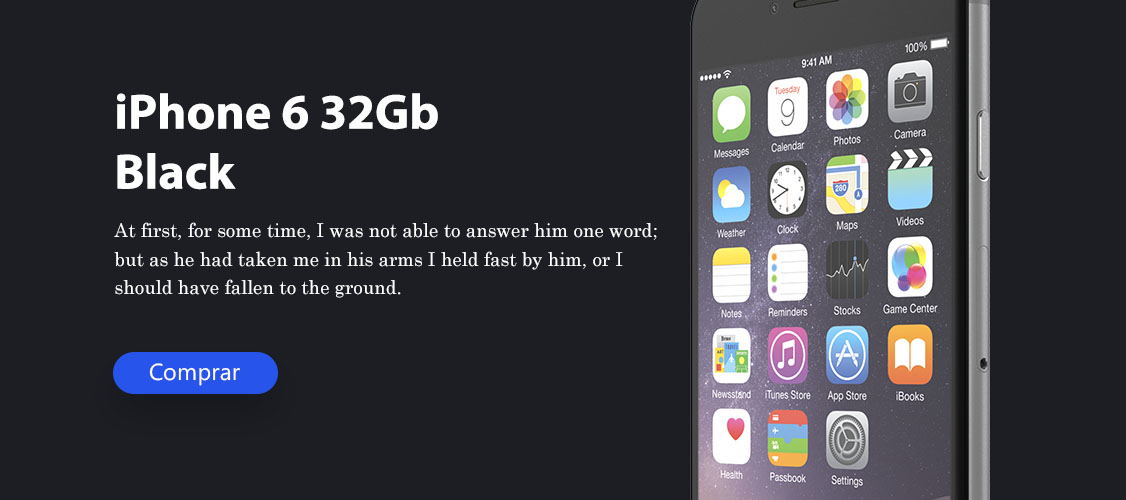 iPhone 6 32Gb
Black
At first, for some time, I was not able to answer him one word;
but as he had taken me in his arms I held fast by him, or I
should have fallen to the ground.
Comprar
9:41 AM 100%
Tuesday
9
Messages Calendar Photos Camera
280
Weather Clock Maps Videos
Notes Reminders Stocks Game Center
Newsstand iTunes Store App Store iBooks
Health Passbook Settings